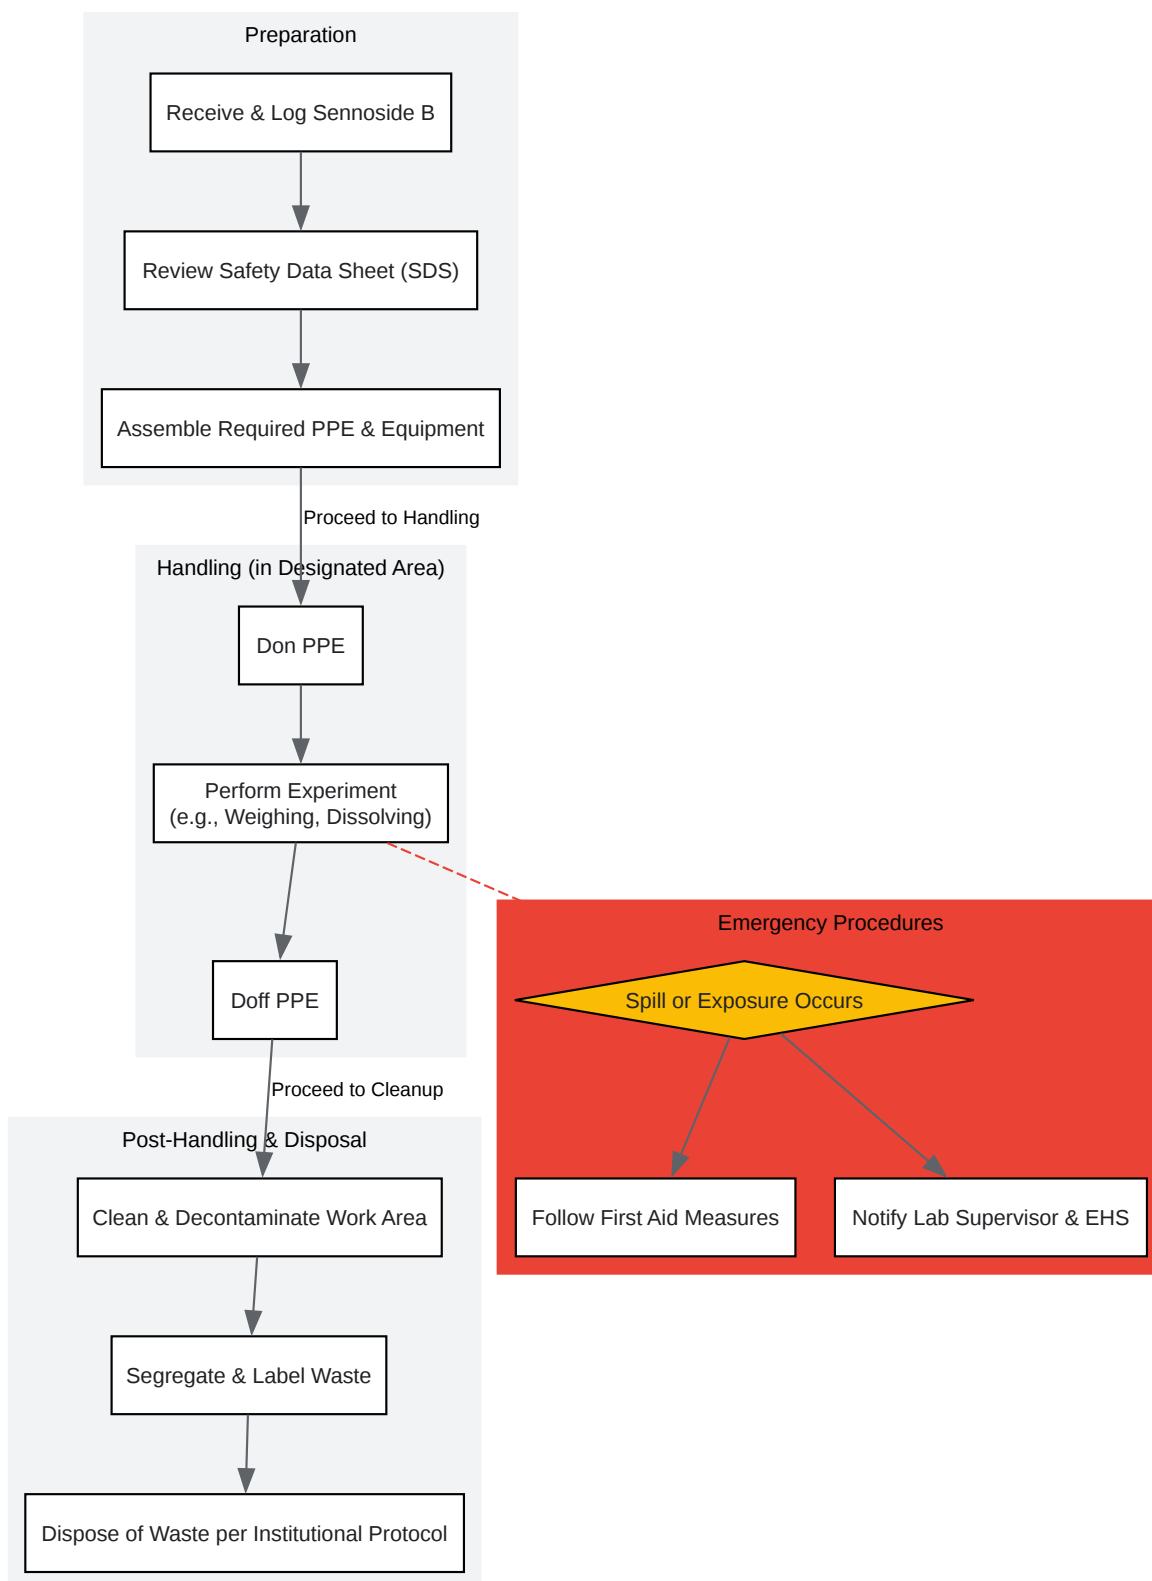 Preparation
Receive & Log Sennoside B
Review Safety Data Sheet (SDS)
Assemble Required PPE & Equipment
Proceed to Handling
Handling (in Designated Area)
Don PPE
Perform Experiment
(e.g., Weighing, Dissolving)
Doff PPE
Proceed to Cleanup
Post-Handling & Disposal
Clean & Decontaminate Work Area
Segregate & Label Waste
Dispose of Waste per Institutional Protocol
Emergency Procedures
Spill or Exposure Occurs
Follow First Aid Measures
Notify Lab Supervisor & EHS